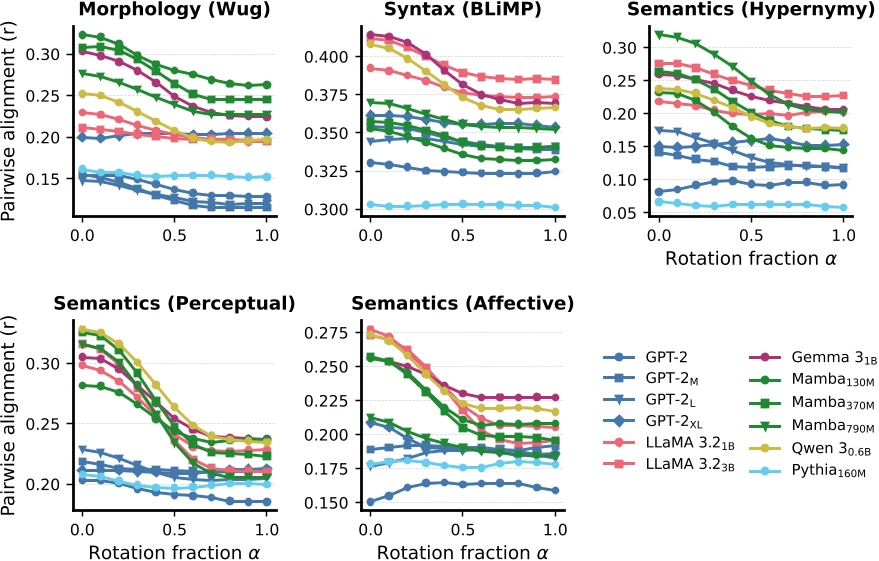 Morphology (Wug)
Syntax (BLiMP)
Semantics (Hypernymy)
Pairwise alignment (r)
0.30
0.25
0.20
0.15
0.0
0.5
1.0
0.400
0.375
0.350
0.325
0.300
0.0
0.5
1.0
0.30
0.25
0.20
0.15
0.10
0.05
0.0
0.5
1.0
Rotation fraction α
Semantics (Perceptual)
Semantics (Affective)
Pairwise alignment (r)
0.30
0.25
0.20
0.0
0.5
1.0
Rotation fraction α
0.275
0.250
0.225
0.200
0.175
0.150
0.0
0.5
1.0
Rotation fraction α
GPT-2
GPT-2M
GPT-2L
GPT-2XL
LLaMA 3.21B
LLaMA 3.23B
Gemma 31B
Mamba130M
Mamba370M
Mamba790M
Qwen 30.6B
Pythia160M